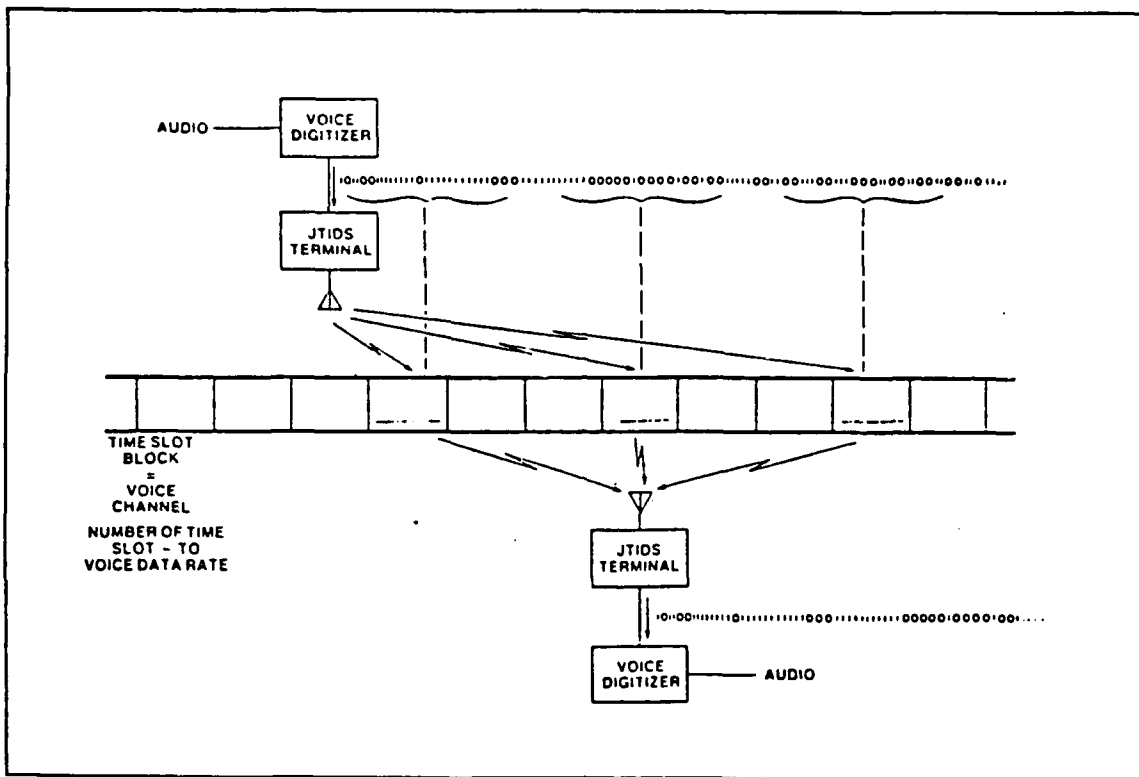 AUDIO
VOICE
DIGITIZER
JTIDS
TERMINAL
TIME SLOT
BLOCK
=
VOICE
CHANNEL
NUMBER OF TIME
SLOT - TO
VOICE DATA RATE
JTIDS
TERMINAL
VOICE
DIGITIZER
AUDIO